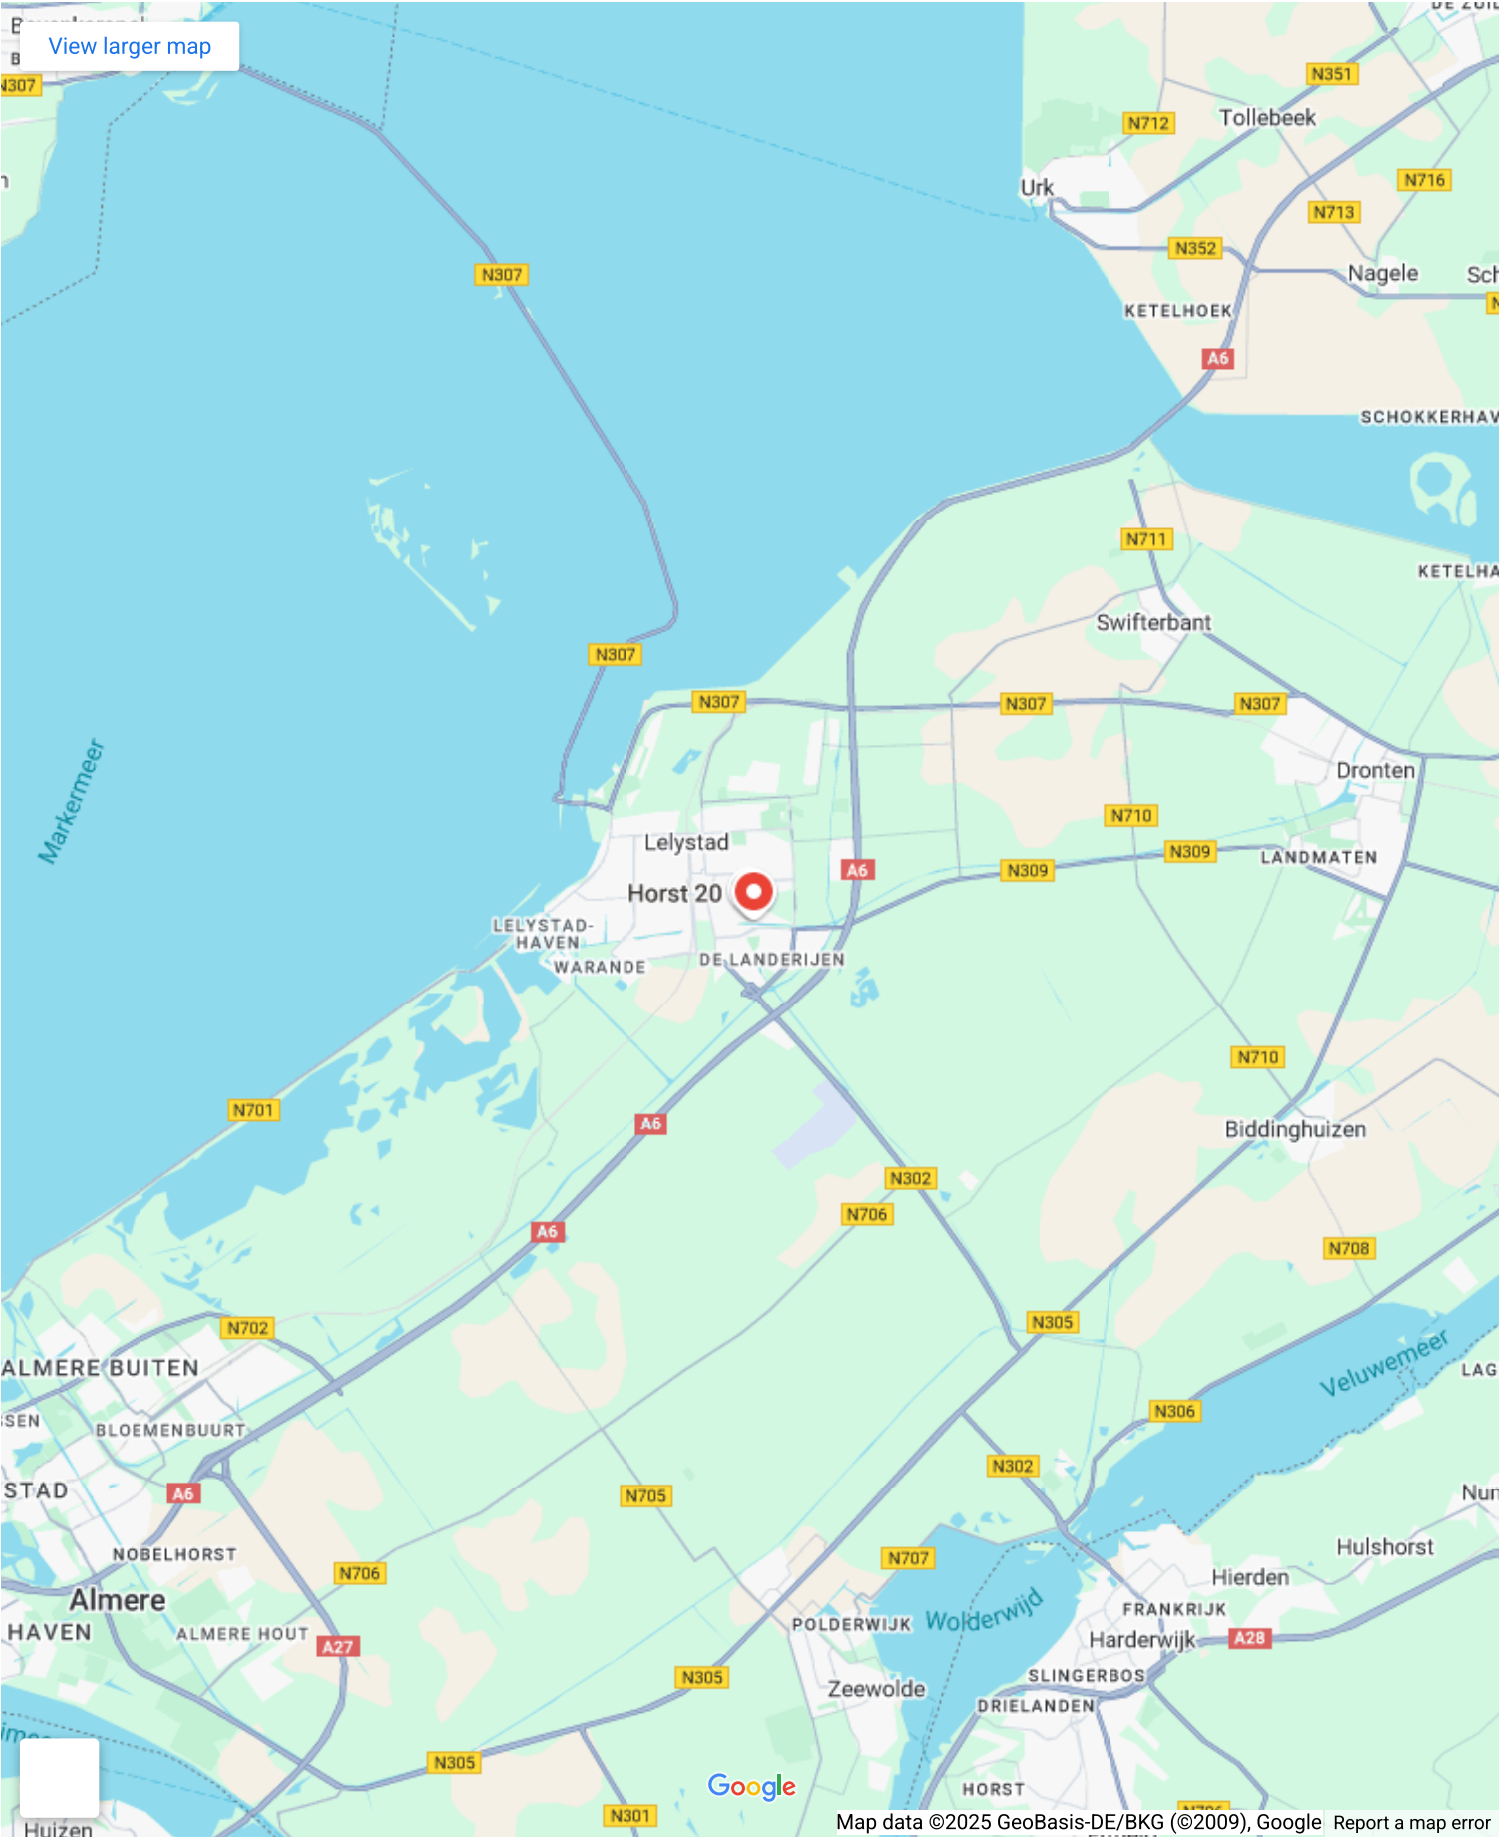 View larger map
N307
N351
Tollebeek
N712
Urk
N716
N713
N352
Nagele
N307
KETELHOEK
A6
SCHOKKERHAV
N711
KETELHA
Swifterbant
N307
N307
N307
N307
Markermeer
Dronten
N710
Lelystad
N309
LANDMATEN
A6
N309
Horst 20
LELYSTAD-
HAVEN
WARANDE
DE LANDERIJEN
N710
N701
A6
Biddinghuizen
N302
N706
A6
N708
N702
N305
ALMERE BUITEN
Veluwemeer
LAG
SSEN
N306
BLOEMENBUURT
N302
STAD
A6
N705
Nun
Hulshorst
NOBELHORST
N707
N706
Hierden
Almere
Wolderwijd
FRANKRIJK
HAVEN
ALMERE HOUT
POLDERWIJK
A27
Harderwijk
A28
N305
SLINGERBOS
Zeewolde
DRIELANDEN
N305
Google
HORST
N301
Map data ©2025 GeoBasis-DE/BKG (©2009), Google
Report a map error
Huizen